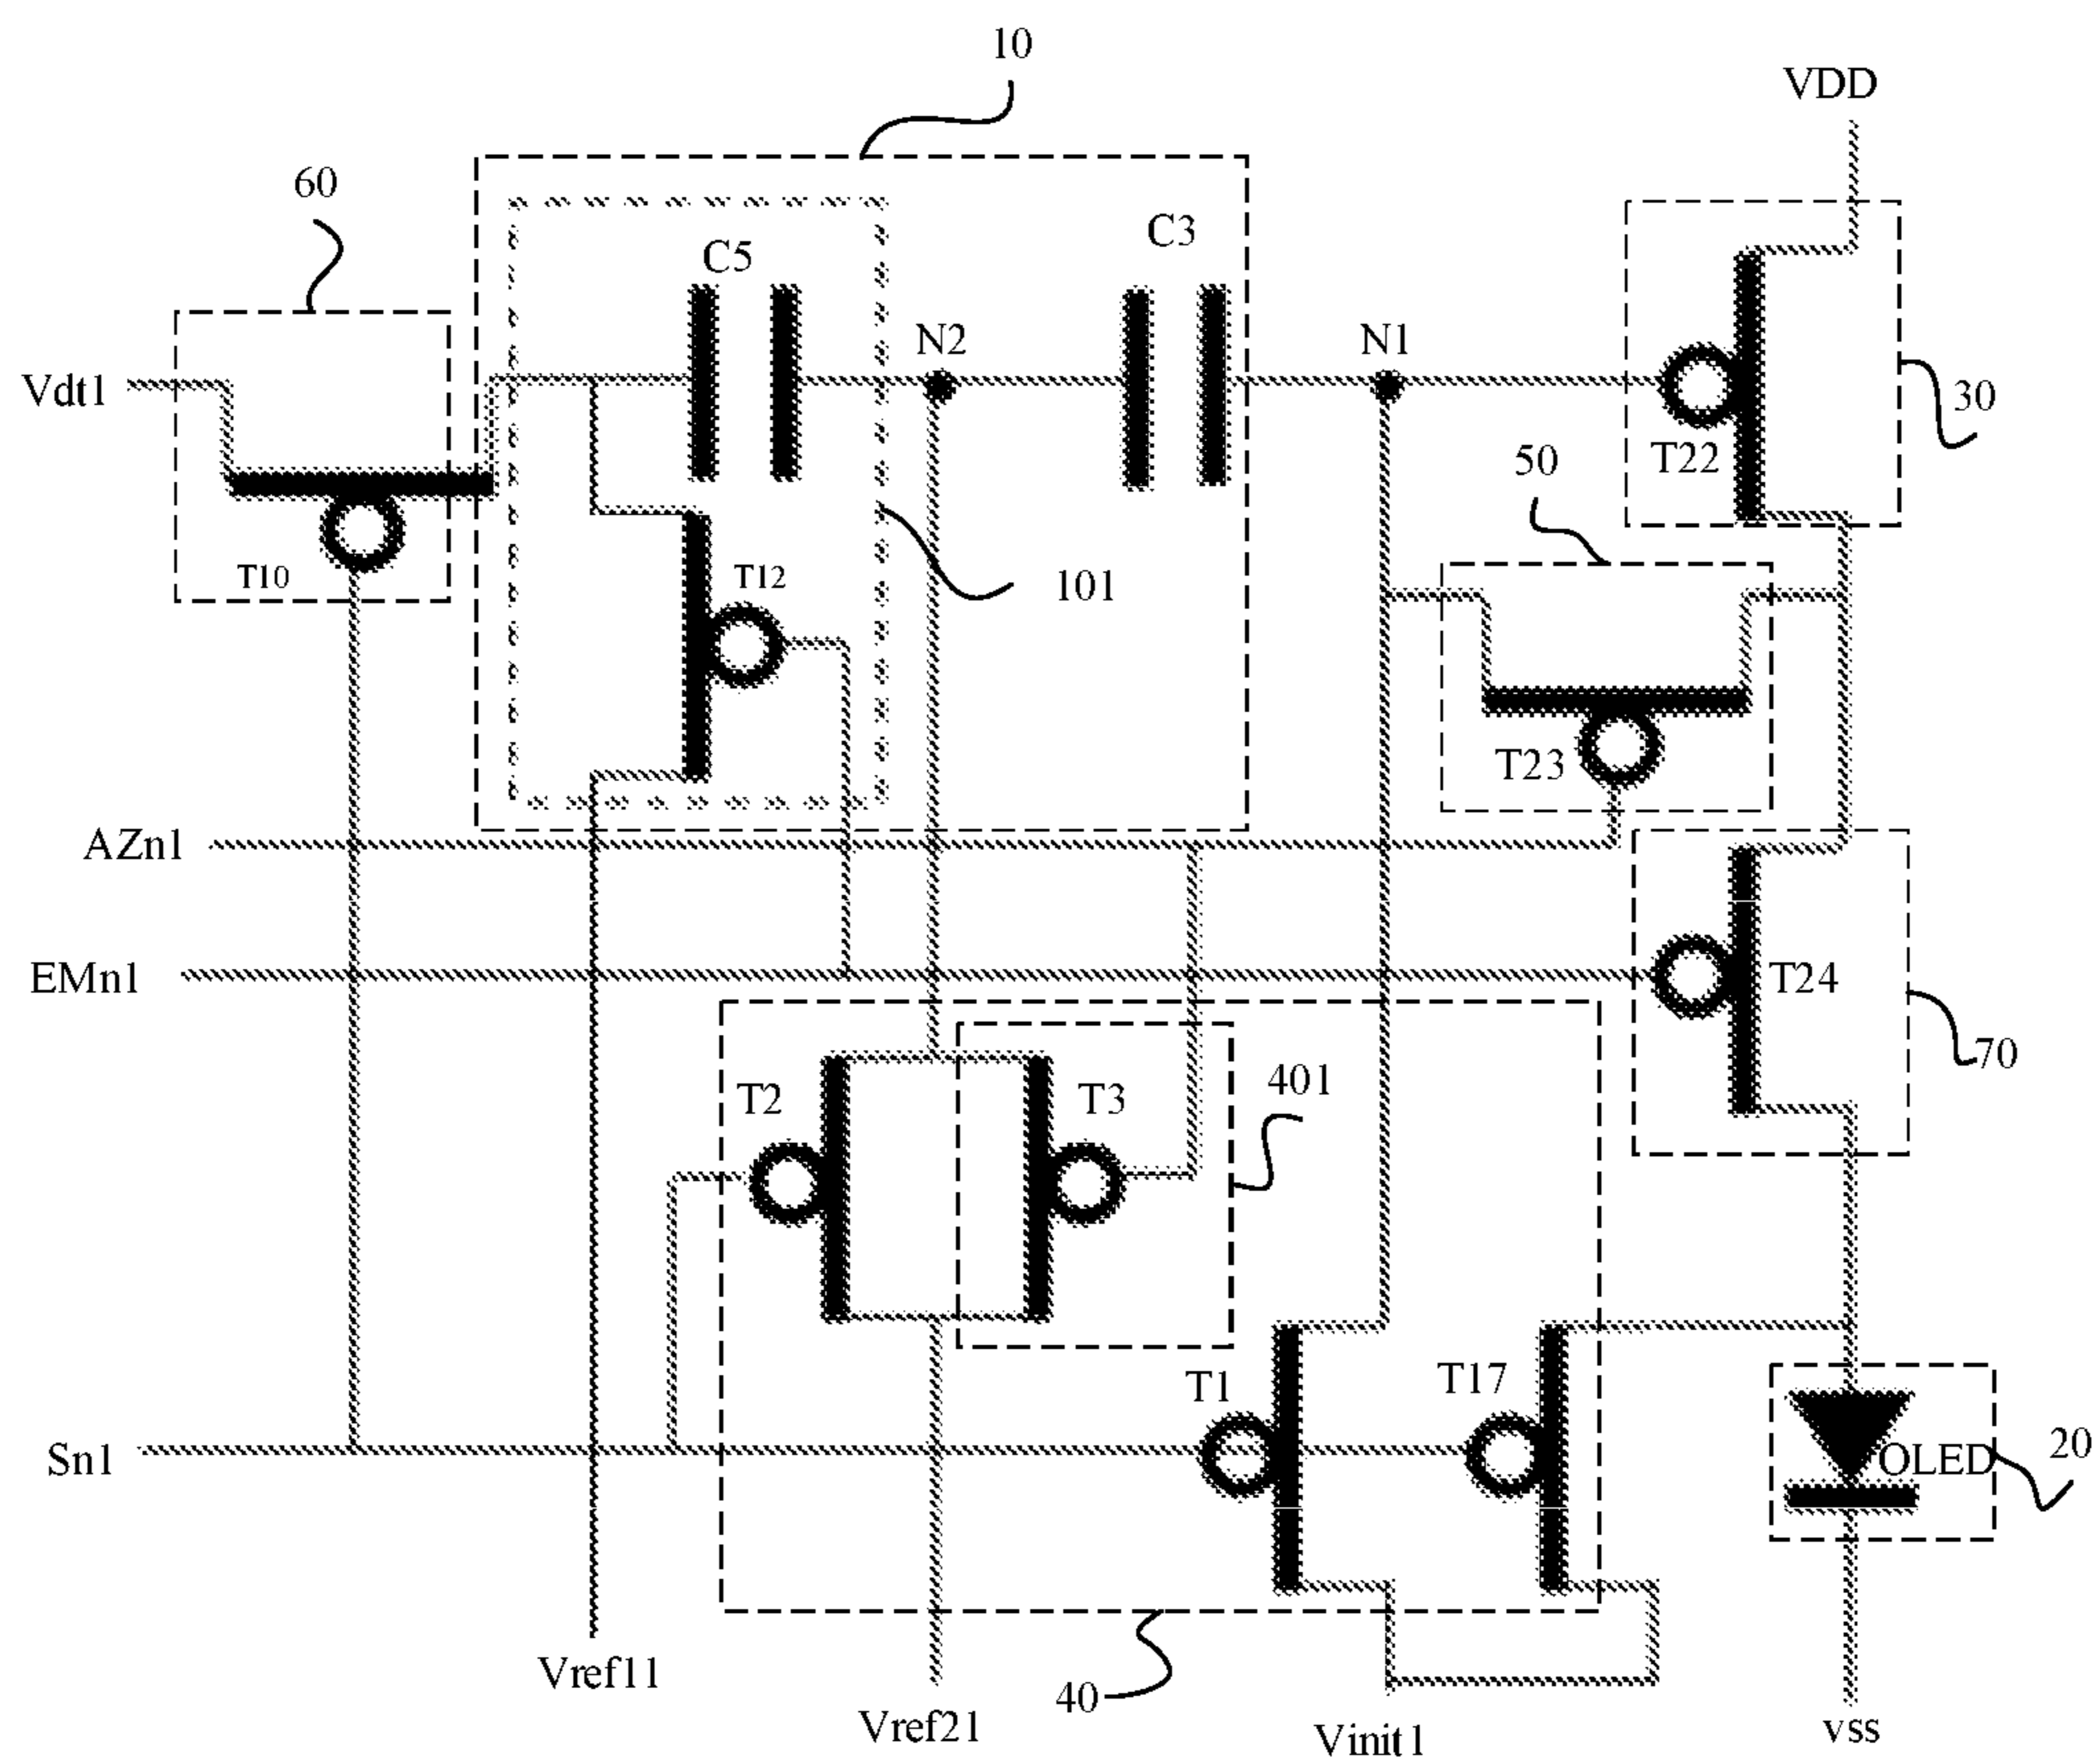 10
VDD
60
C5
C3
Vdt1
N2
N1
30
T22
50
T10
T12
101
T23
AZn1
EMn1
T24
70
T2
T3
401
T1
T17
Sn1
OLED
20
Vref11
40
Vref21
Vinit1
vss